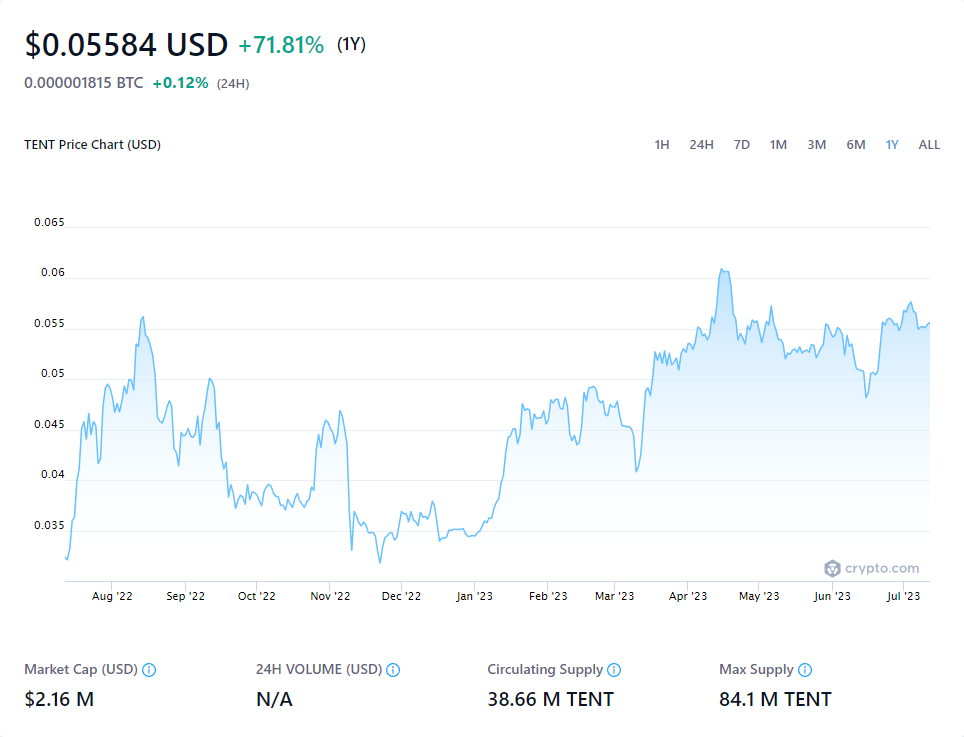 $0.05584 USD +71.81% (1Y)
0.000001815 BTC +0.12% (24H)
TENT Price Chart (USD) 1H 24H 7D 1M 3M 6M 1Y ALL
0.065
0.06
0.055
0.05
0.045
0.04
0.035
crypto.com
Aug '22 Sep '22 Oct '22 Nov '22 Dec '22 Jan '23 Feb '23 Mar '23 Apr '23 May '23 Jun '23 Jul '23
Market Cap (USD) 24H VOLUME (USD) Circulating Supply Max Supply
$2.16 M N/A 38.66 M TENT 84.1 M TENT